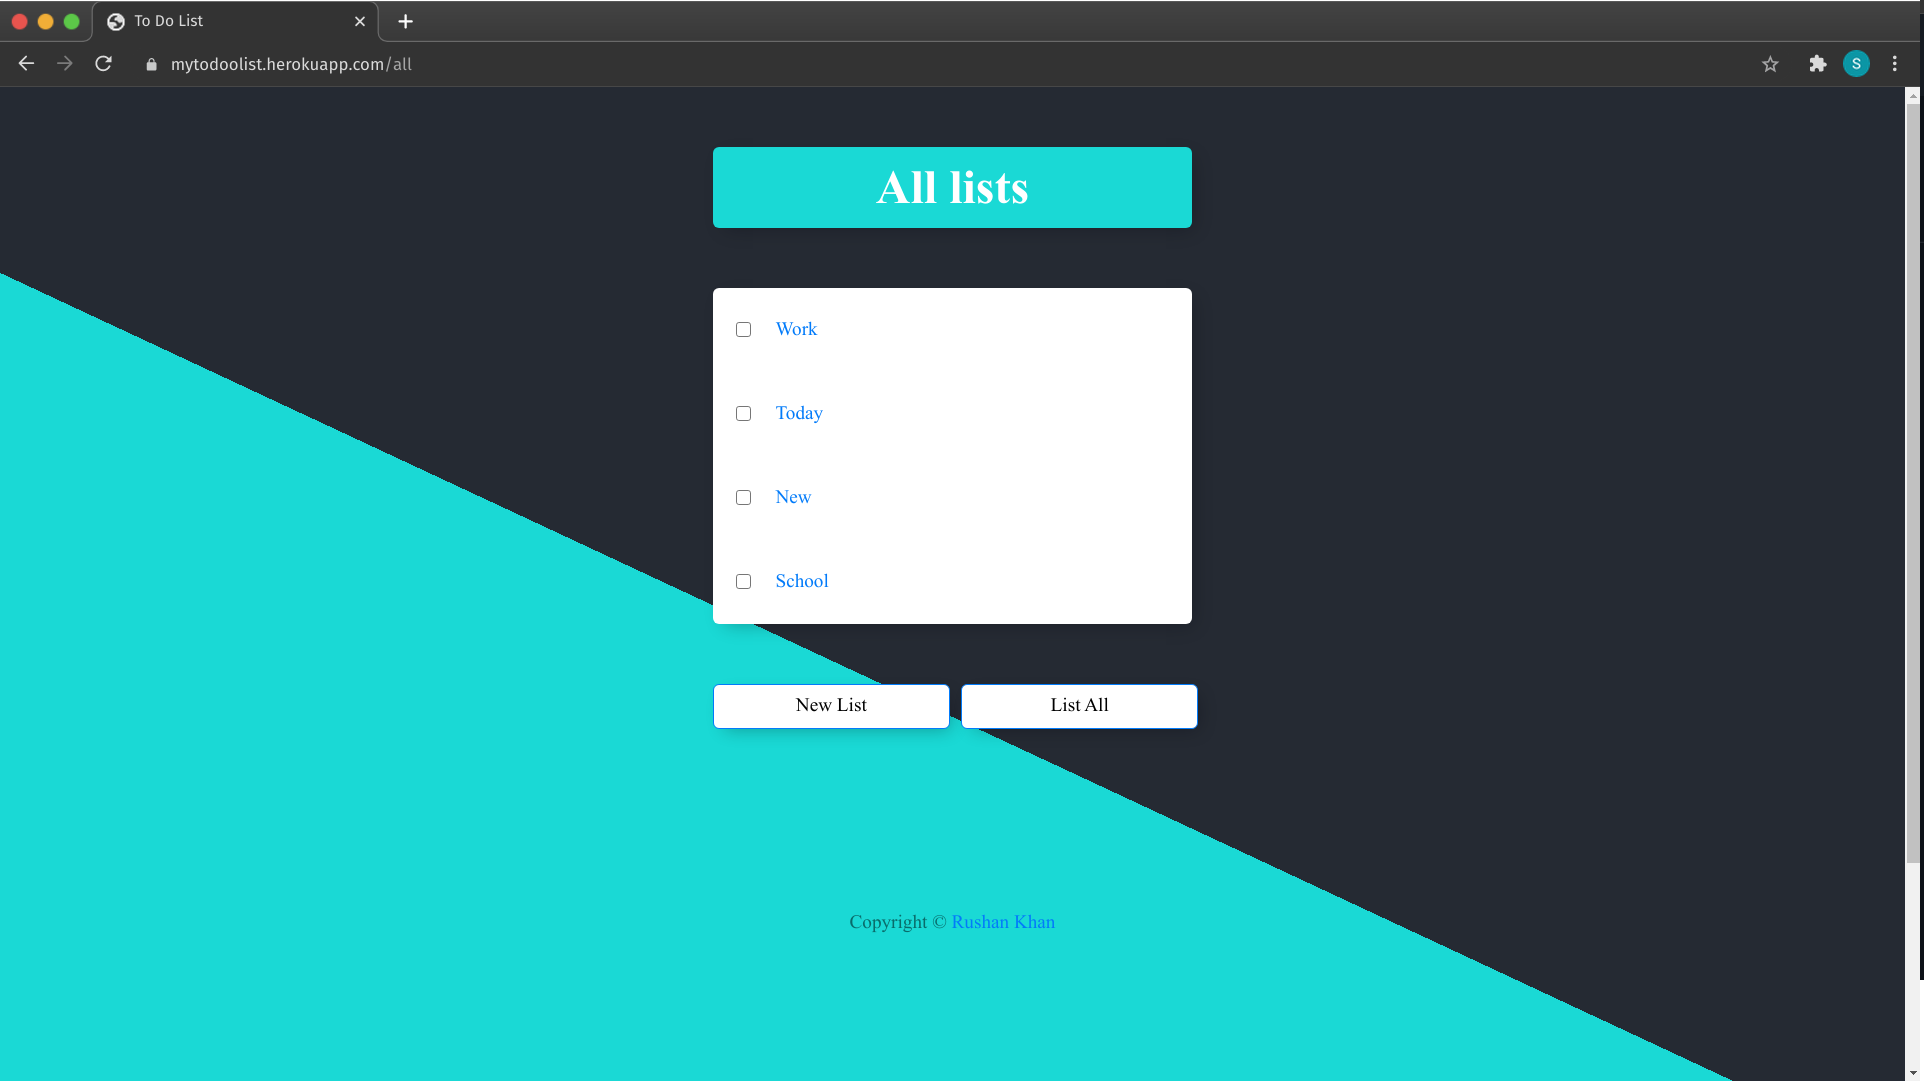 To Do List
mytodoolist.herokuapp.com/all
S
All lists
Work
Today
New
School
New List
List All
Copyright © Rushan Khan